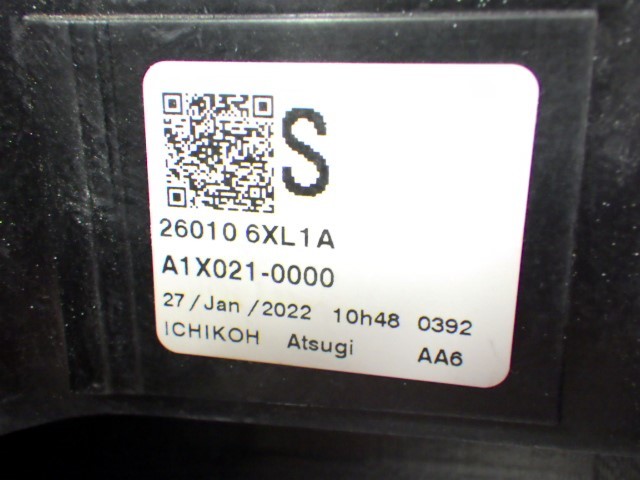 S
26010 6XL1A
A1X021-0000
27/Jan/2022 10h48 0392
ICHIKOH Atsugi AA6